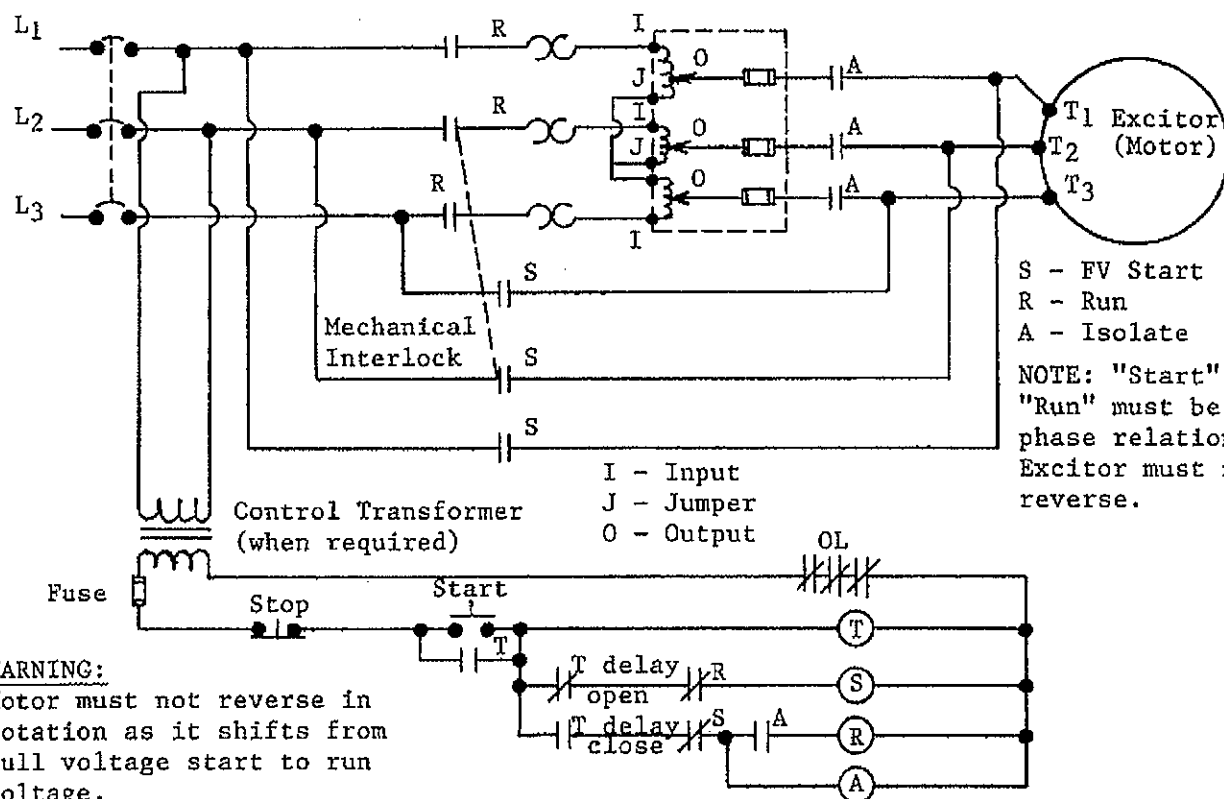 L1
R
I
O
A
J
L2
R
I
O
A
J
T1 Excitor
(Motor)
T2
L3
R
O
A
T3
I
S
S - FV Start
R - Run
A - Isolate
Mechanical
Interlock
S
NOTE: "Start"
"Run" must be
phase relation
Excitor must
reverse.
S
I - Input
J - Jumper
O - Output
Control Transformer
(when required)
OL
Fuse
Stop
Start
T
T
T delay
open
R
S
T delay
close
S
A
R
A
ARNING:
otor must not reverse in
otation as it shifts from
ull voltage start to run
oltage.